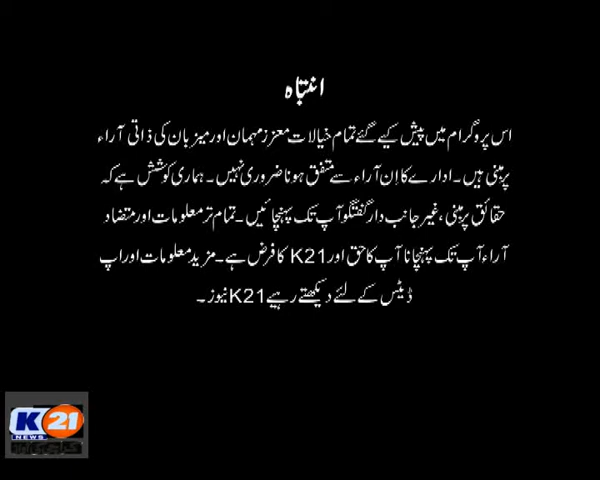 انتباہ
اس پروگرام میں پیش کیے گئے تمام خیالات معزز مہمان اور میزبان کی ذاتی آراء
پر مبنی ہیں۔ ادارے کا اِن آراء سے متفق ہونا ضروری نہیں۔ ہماری کوشش ہے کہ
حقائق پر مبنی، غیر جانب دار گفتگو آپ تک پہنچائیں۔ تمام تر معلومات اور متضاد
آراء آپ تک پہنچانا آپ کا حق اور K21 کا فرض ہے۔ مزید معلومات اور اپ
ڈیٹس کے لئے دیکھتے رہیے K21 نیوز۔
K21
NEWS